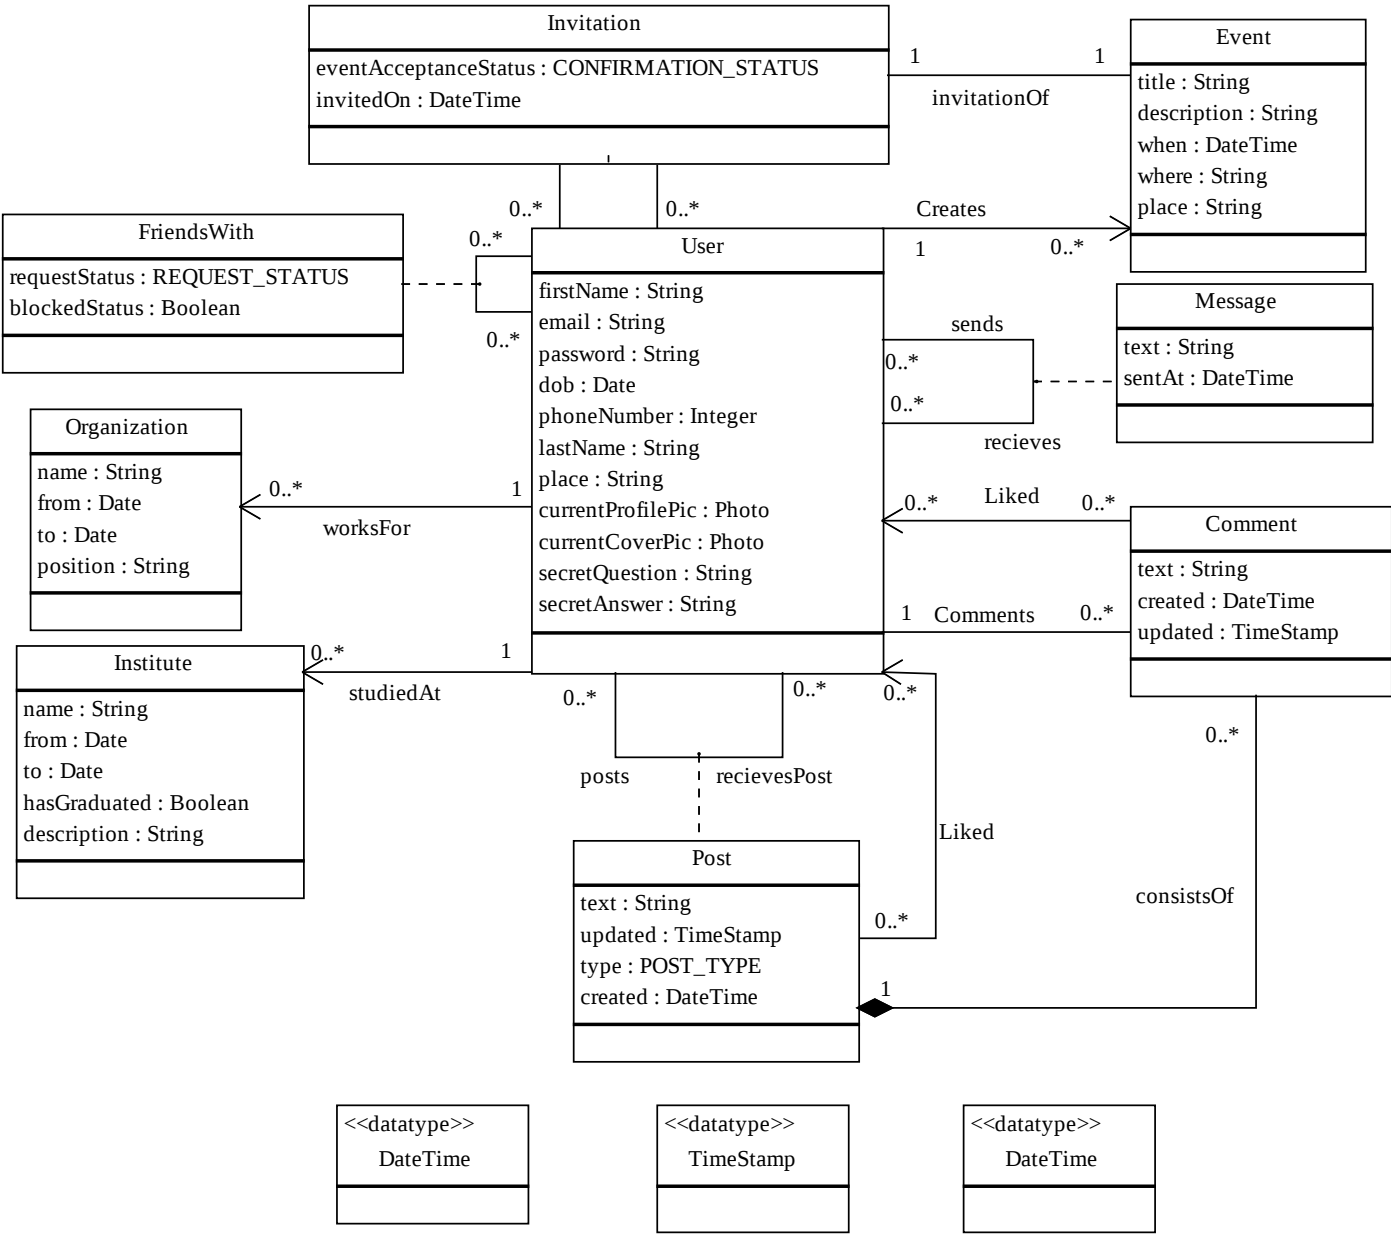 Invitation
eventAcceptanceStatus : CONFIRMATION_STATUS
invitedOn : DateTime
1
1
invitationOf
Event
title : String
description : String
when : DateTime
where : String
place : String
0..*
0..*
Creates
1
0..*
FriendsWith
requestStatus : REQUEST_STATUS
blockedStatus : Boolean
0..*
0..*
User
firstName : String
email : String
password : String
dob : Date
phoneNumber : Integer
lastName : String
place : String
currentProfilePic : Photo
currentCoverPic : Photo
secretQuestion : String
secretAnswer : String
sends
0..*
0..*
recieves
Message
text : String
sentAt : DateTime
Organization
name : String
from : Date
to : Date
position : String
0..*
1
worksFor
0..*
Liked
0..*
Comment
text : String
created : DateTime
updated : TimeStamp
1
Comments
0..*
Institute
name : String
from : Date
to : Date
hasGraduated : Boolean
description : String
0..*
1
studiedAt
0..*
0..*
0..*
posts
recievesPost
0..*
Liked
0..*
consistsOf
1
Post
text : String
updated : TimeStamp
type : POST_TYPE
created : DateTime
<<datatype>>
DateTime
<<datatype>>
TimeStamp
<<datatype>>
DateTime